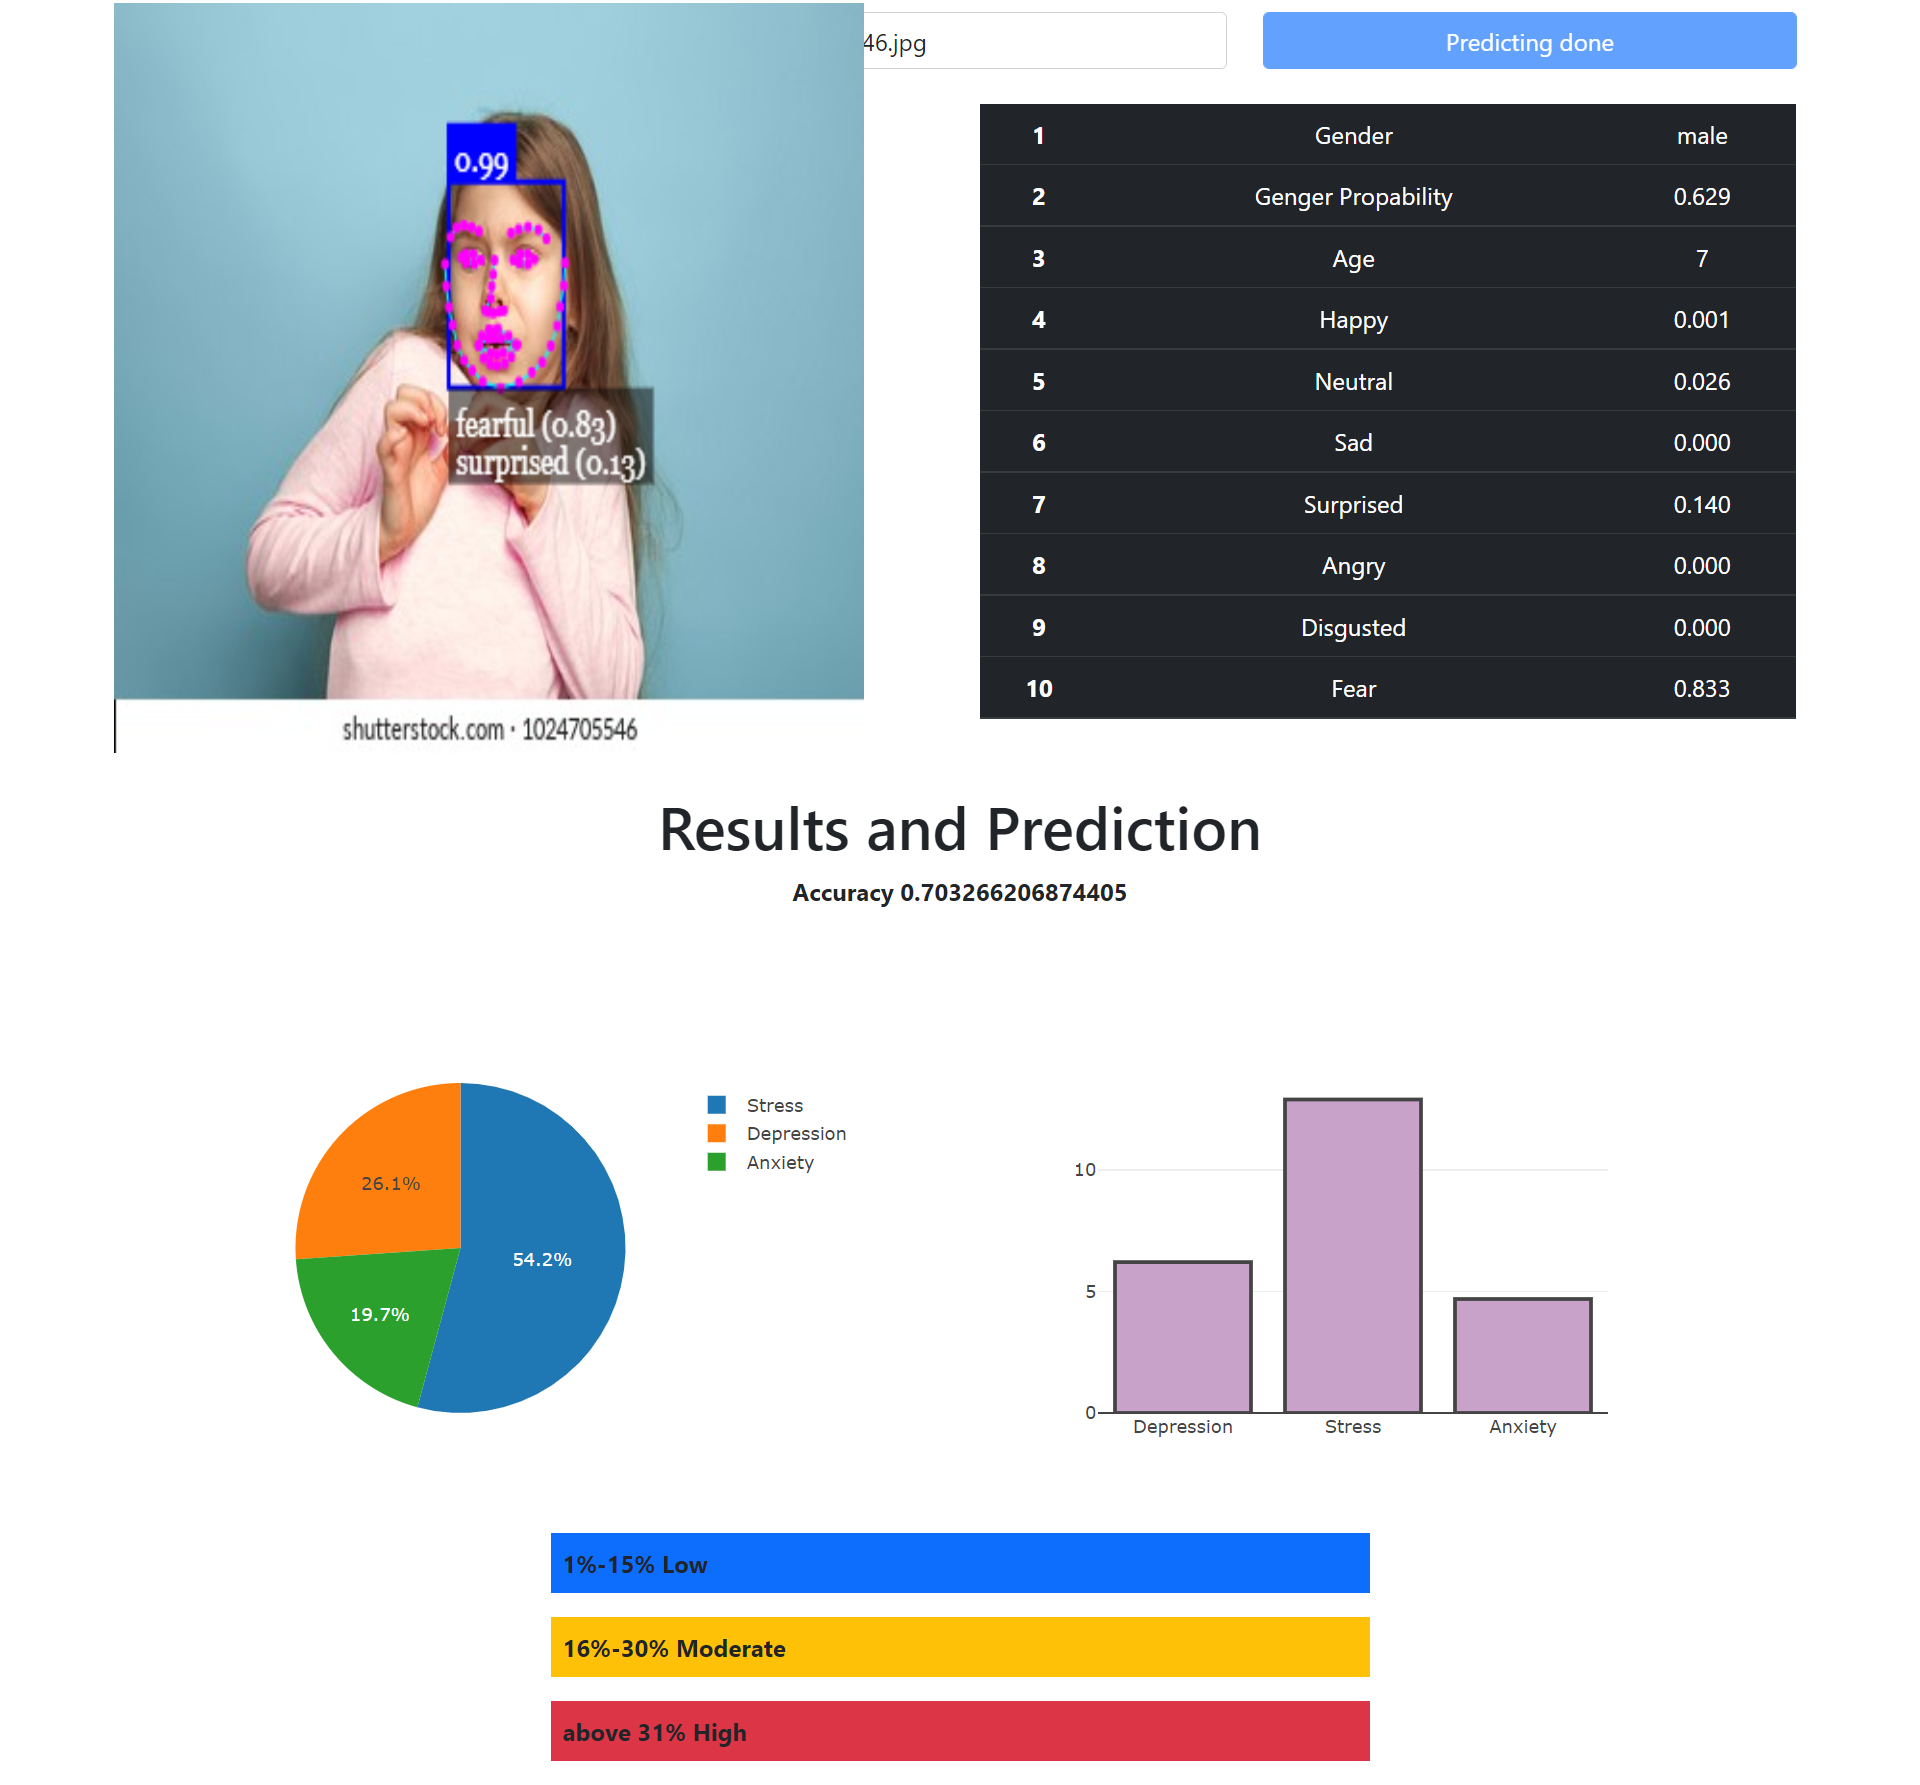 46.jpg
Predicting done
0.99
fearful (0.83)
surprised (0.13)
shutterstock.com · 1024705546
1 Gender male
2 Genger Propability 0.629
3 Age 7
4 Happy 0.001
5 Neutral 0.026
6 Sad 0.000
7 Surprised 0.140
8 Angry 0.000
9 Disgusted 0.000
10 Fear 0.833
Results and Prediction
Accuracy 0.703266206874405
26.1%
54.2%
19.7%
Stress
Depression
Anxiety
10
5
0
Depression Stress Anxiety
1%-15% Low
16%-30% Moderate
above 31% High